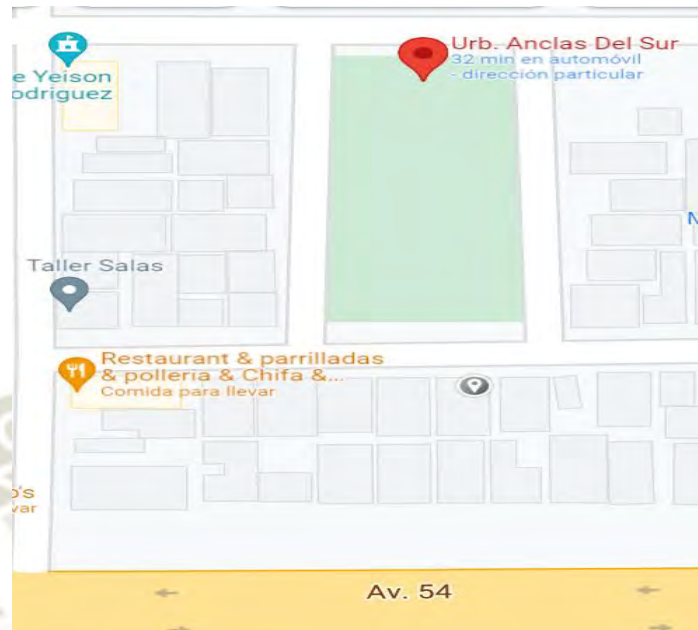 Urb. Anclas Del Sur
32 min en automóvil
- dirección particular
e Yeison
odriguez
Taller Salas
Restaurant & parrilladas
& polleria & Chifa &...
Comida para llevar
o's
var
N
Av. 54